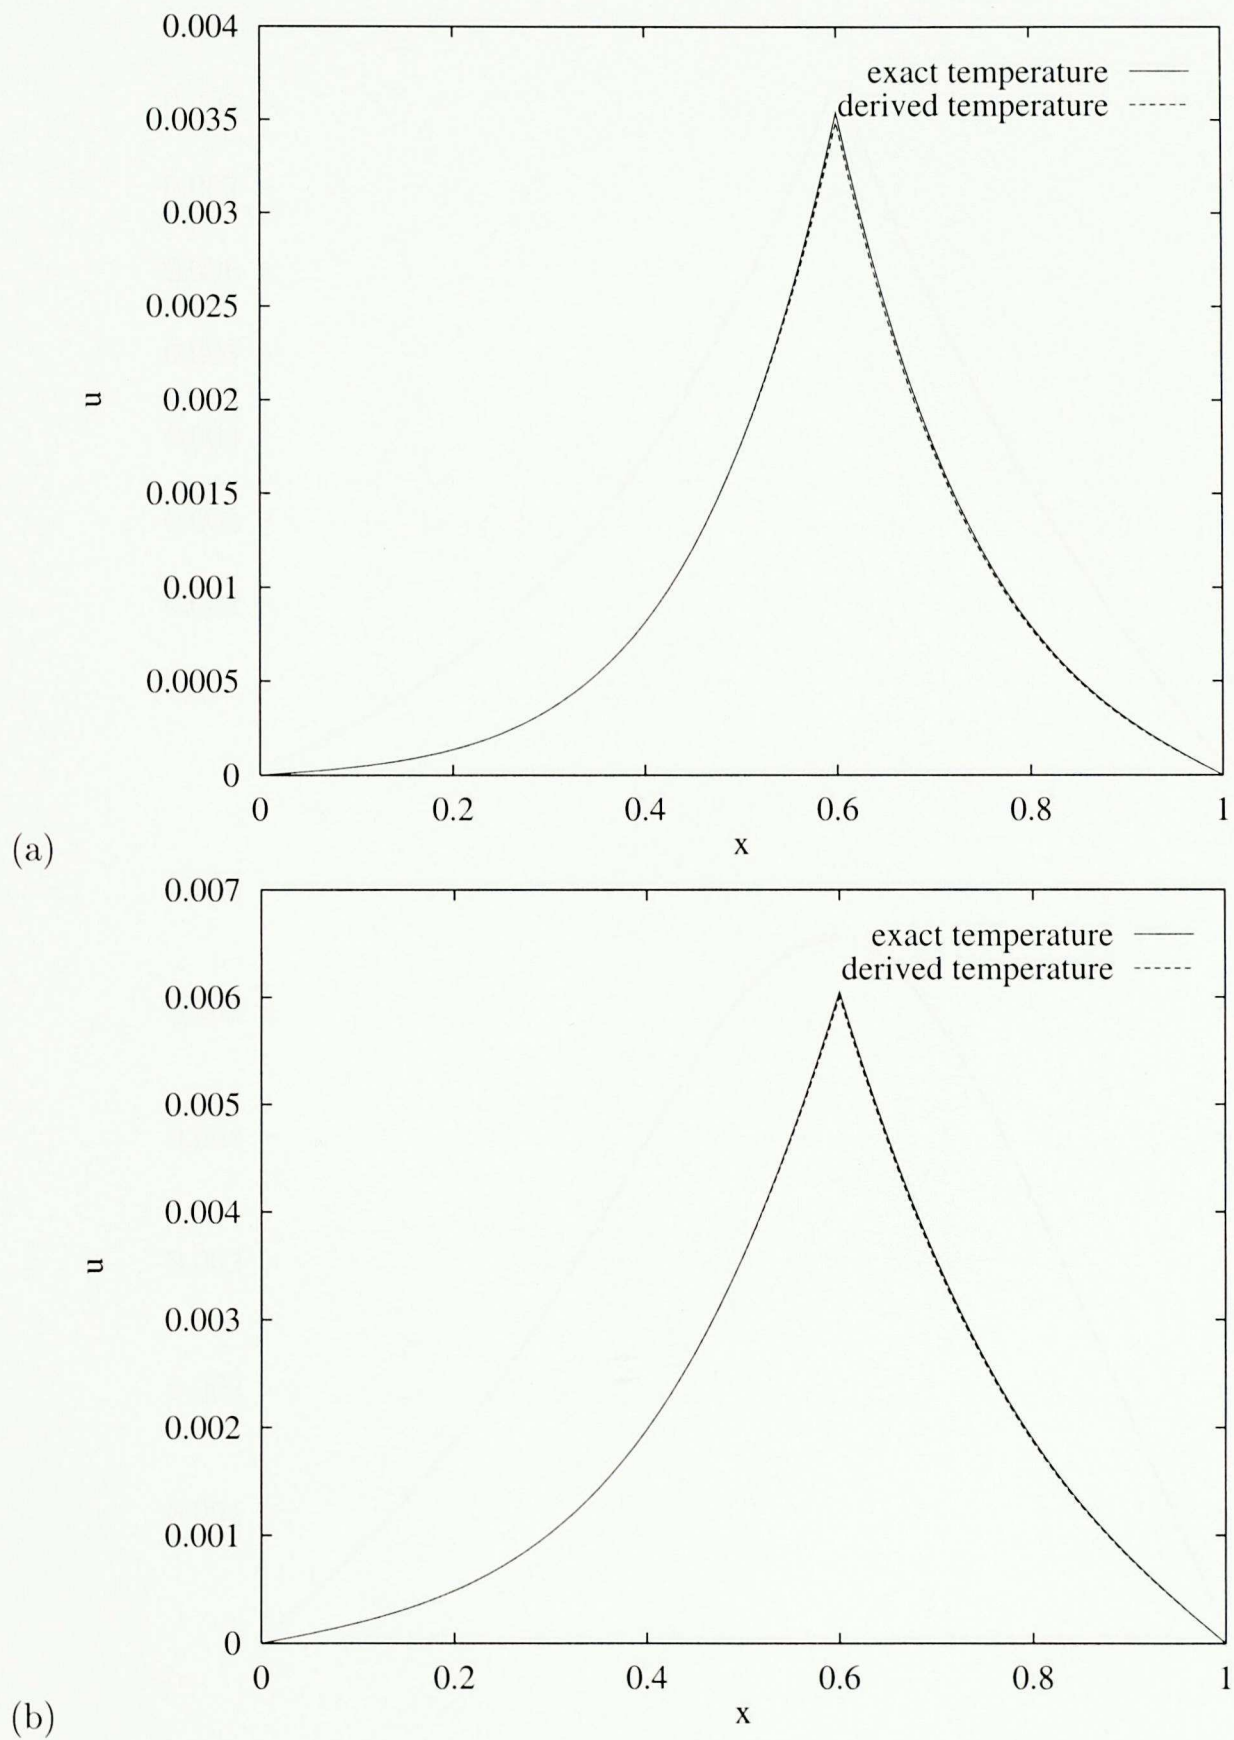 0.004
exact temperature
derived temperature
0.0035
0.003
0.0025
0.002
u
0.0015
0.001
0.0005
0
0 0.2 0.4 0.6 0.8 1
x
(a)
0.007
exact temperature
derived temperature
0.006
0.005
0.004
u
0.003
0.002
0.001
0
0 0.2 0.4 0.6 0.8 1
x
(b)